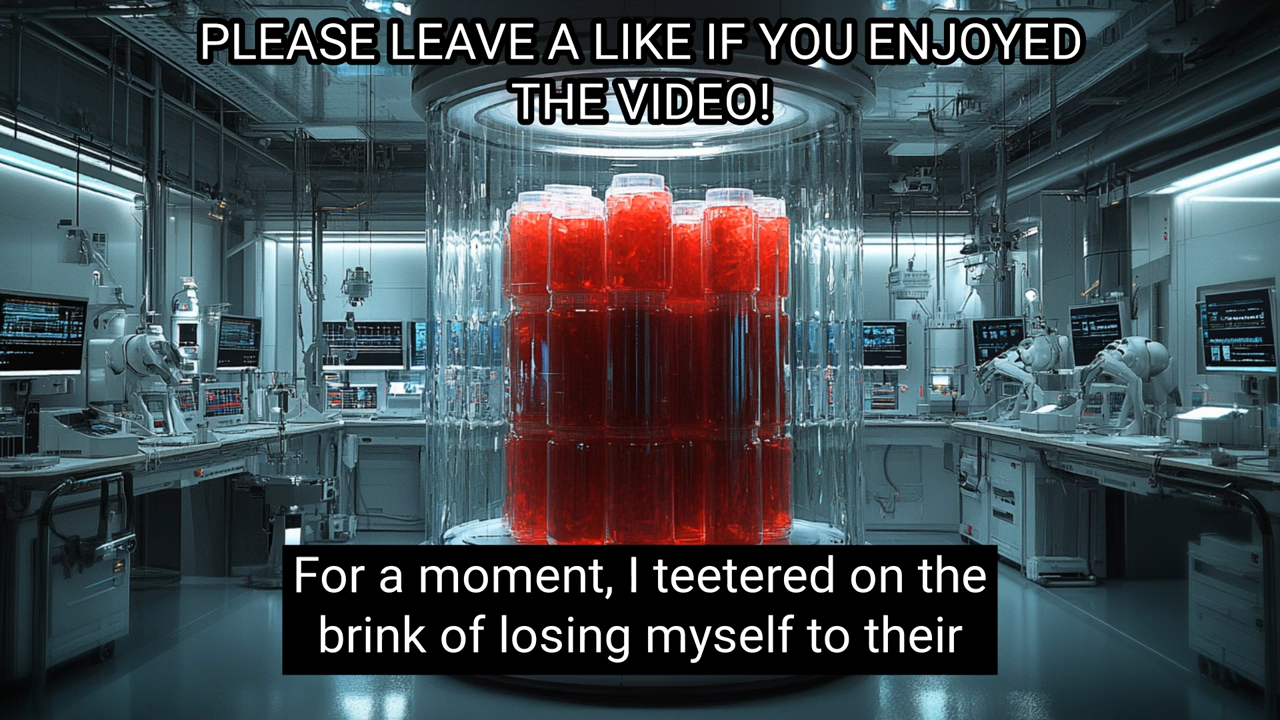 PLEASE LEAVE A LIKE IF YOU ENJOYED
THE VIDEO!
For a moment, I teetered on the
brink of losing myself to their